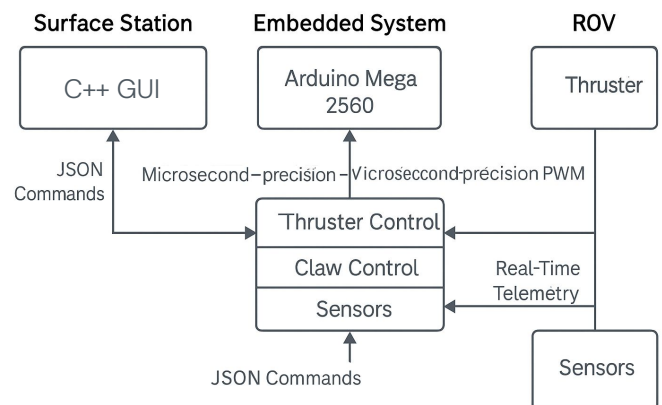 Surface Station
Embedded System
ROV
C++ GUI
Arduino Mega
2560
Thruster
JSON
Commands
Microsecond–precision – Vicroseccond-précision PWM
Thruster Control
Claw Control
Sensors
Real-Time
Telemetry
Sensors
JSON Commands